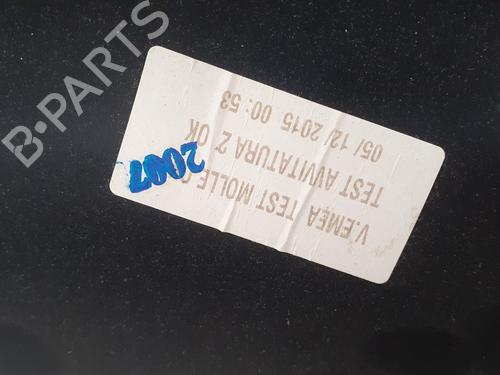 B-PARTS
V.EMEA TEST MOLLE O
TEST AVVITATURA 2 OK
05/12/2015 00:53
2007